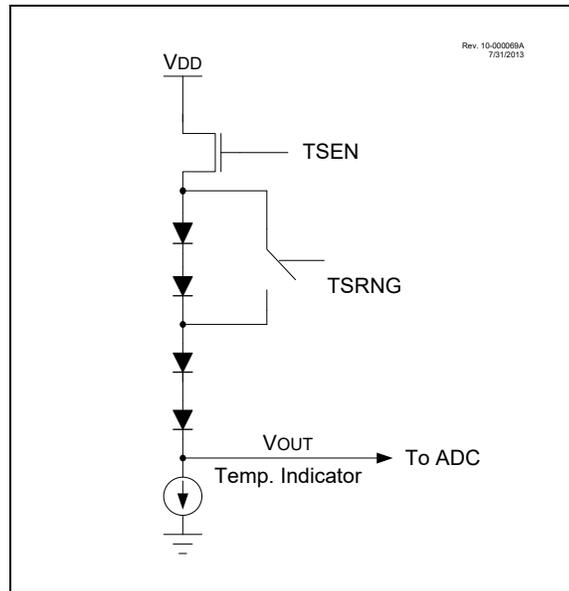 Rev. 10-000069A
7/31/2013
VDD
TSEN
TSRNG
VOUT
To ADC
Temp. Indicator